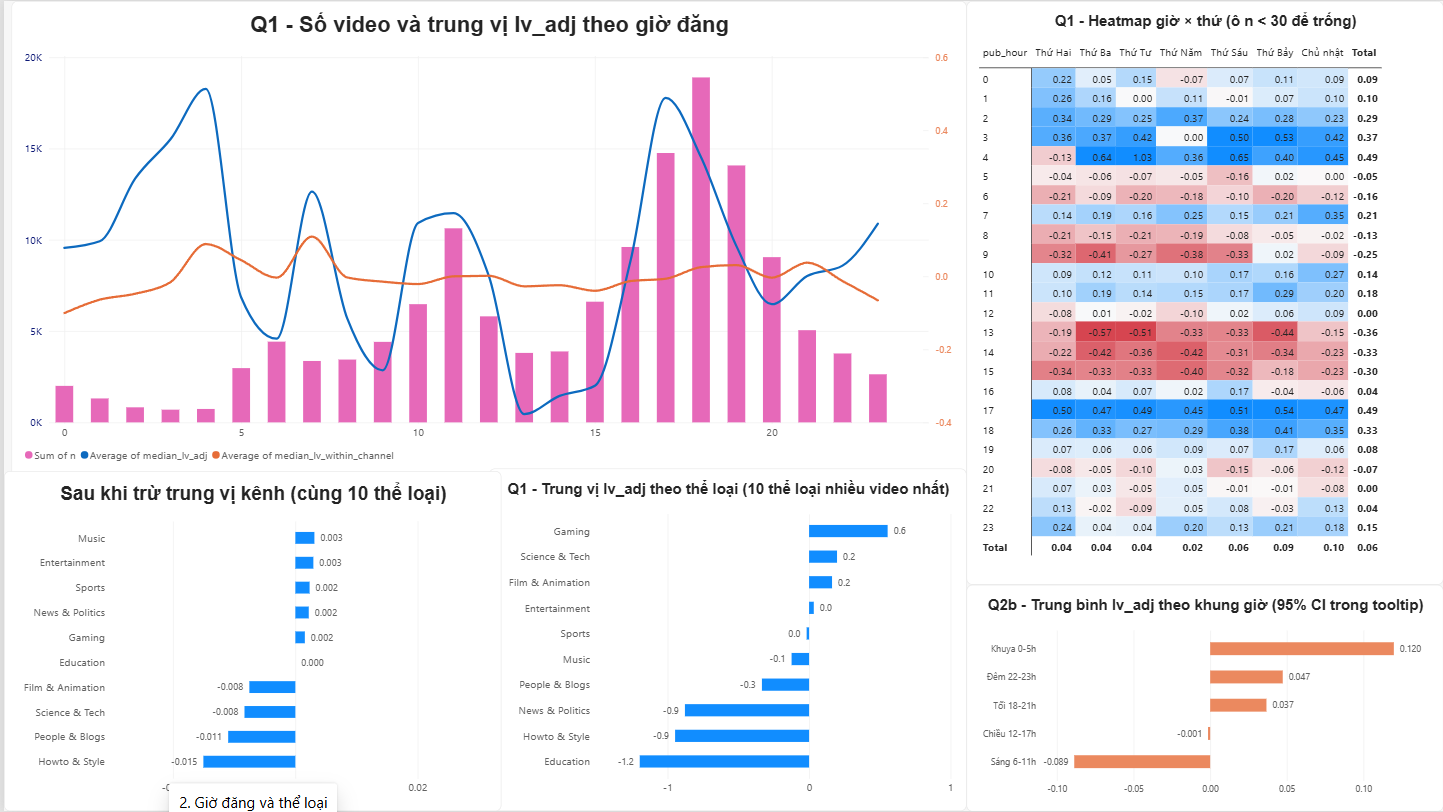 Q1 - Số video và trung vị lv_adj theo giờ đăng
20K
15K
10K
5K
0K
0.6
0.4
0.2
0.0
-0.2
-0.4
0 5 10 15 20
Sum of n Average of median_lv_adj Average of median_lv_within_channel
Q1 - Heatmap giờ × thứ (ô n < 30 để trống)
pub_hour Thứ Hai Thứ Ba Thứ Tư Thứ Năm Thứ Sáu Thứ Bảy Chủ nhật Total
0 0.22 0.05 0.15 -0.07 0.07 0.11 0.09 0.09
1 0.26 0.16 0.00 0.11 -0.01 0.07 0.10 0.10
2 0.34 0.29 0.25 0.37 0.24 0.28 0.23 0.29
3 0.36 0.37 0.42 0.00 0.50 0.53 0.42 0.37
4 -0.13 0.64 1.03 0.36 0.65 0.40 0.45 0.49
5 -0.04 -0.06 -0.07 -0.05 -0.16 0.02 0.00 -0.05
6 -0.21 -0.09 -0.20 -0.18 -0.10 -0.20 -0.12 -0.16
7 0.14 0.19 0.16 0.25 0.15 0.21 0.35 0.21
8 -0.21 -0.15 -0.21 -0.19 -0.08 -0.05 -0.02 -0.13
9 -0.32 -0.41 -0.27 -0.38 -0.33 0.02 -0.09 -0.25
10 0.09 0.12 0.11 0.10 0.17 0.16 0.27 0.14
11 0.10 0.19 0.14 0.15 0.17 0.29 0.20 0.18
12 -0.08 0.01 -0.02 -0.10 0.02 0.06 0.09 0.00
13 -0.19 -0.57 -0.51 -0.33 -0.33 -0.44 -0.15 -0.36
14 -0.22 -0.42 -0.36 -0.42 -0.31 -0.34 -0.23 -0.33
15 -0.34 -0.33 -0.33 -0.40 -0.32 -0.18 -0.23 -0.30
16 0.08 0.04 0.07 0.02 0.17 -0.04 -0.06 0.04
17 0.50 0.47 0.49 0.45 0.51 0.54 0.47 0.49
18 0.26 0.33 0.27 0.29 0.38 0.41 0.35 0.33
19 0.07 0.06 0.06 0.09 0.07 0.17 0.06 0.08
20 -0.08 -0.05 -0.10 0.03 -0.15 -0.06 -0.12 -0.07
21 0.07 0.03 -0.05 0.05 -0.01 -0.01 -0.08 0.00
22 0.13 -0.02 -0.09 0.05 0.08 -0.03 0.13 0.04
23 0.24 0.04 0.04 0.20 0.13 0.21 0.18 0.15
Total 0.04 0.04 0.04 0.02 0.06 0.09 0.10 0.06
Sau khi trừ trung vị kênh (cùng 10 thể loại)
Music 0.003
Entertainment 0.003
Sports 0.002
News & Politics 0.002
Gaming 0.002
Education 0.000
Film & Animation -0.008
Science & Tech -0.008
People & Blogs -0.011
Howto & Style -0.015
0.02
2. Giờ đăng và thể loại
Q1 - Trung vị lv_adj theo thể loại (10 thể loại nhiều video nhất)
Gaming 0.6
Science & Tech 0.2
Film & Animation 0.2
Entertainment 0.0
Sports 0.0
Music -0.1
People & Blogs -0.3
News & Politics -0.9
Howto & Style -0.9
Education -1.2
-1 0 1
Q2b - Trung bình lv_adj theo khung giờ (95% CI trong tooltip)
Khuya 0-5h 0.120
Đêm 22-23h 0.047
Tối 18-21h 0.037
Chiều 12-17h -0.001
Sáng 6-11h -0.089
-0.10 -0.05 0.00 0.05 0.10